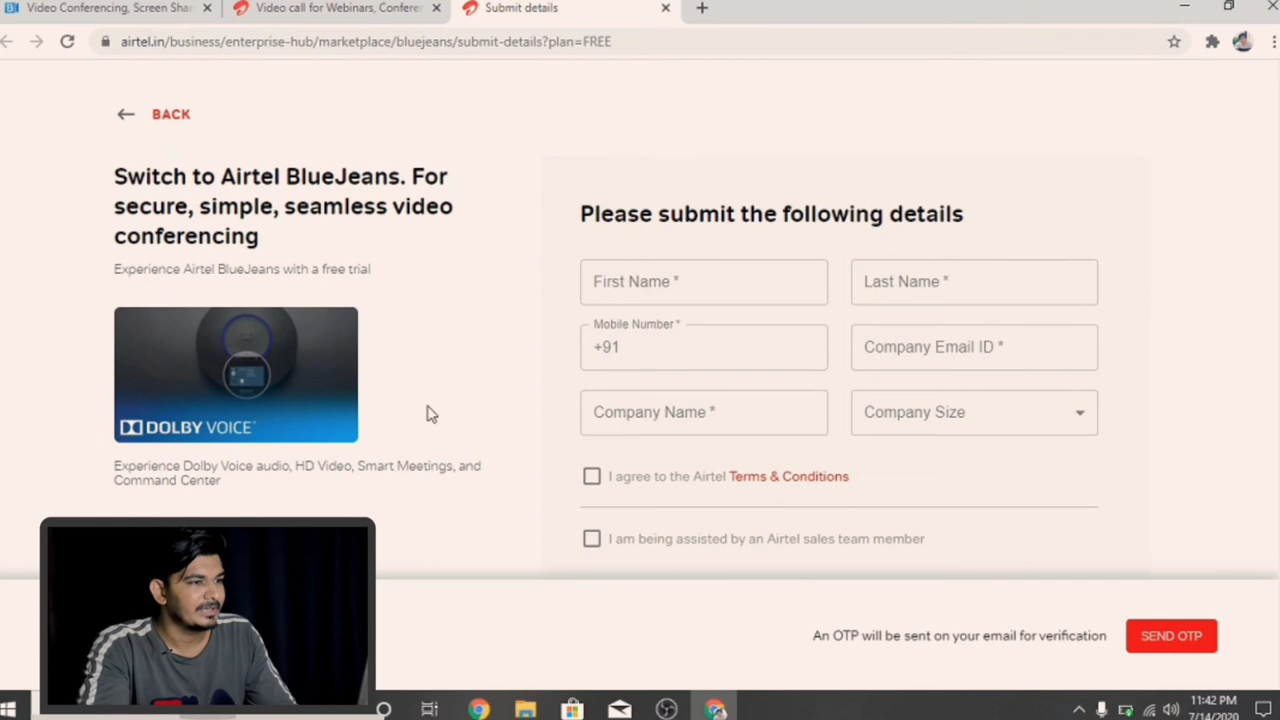 Video Conferencing, Screen Shar
Video call for Webinars, Conferer
Submit details
airtel.in/business/enterprise-hub/marketplace/bluejeans/submit-details?plan=FREE
BACK
Switch to Airtel BlueJeans. For
secure, simple, seamless video
conferencing
Experience Airtel BlueJeans with a free trial
DOLBY VOICE
Experience Dolby Voice audio, HD Video, Smart Meetings, and
Command Center
Please submit the following details
First Name *
Last Name *
Mobile Number *
+91
Company Email ID *
Company Name *
Company Size
I agree to the Airtel Terms & Conditions
I am being assisted by an Airtel sales team member
An OTP will be sent on your email for verification
SEND OTP
11:42 PM
7/14/2020